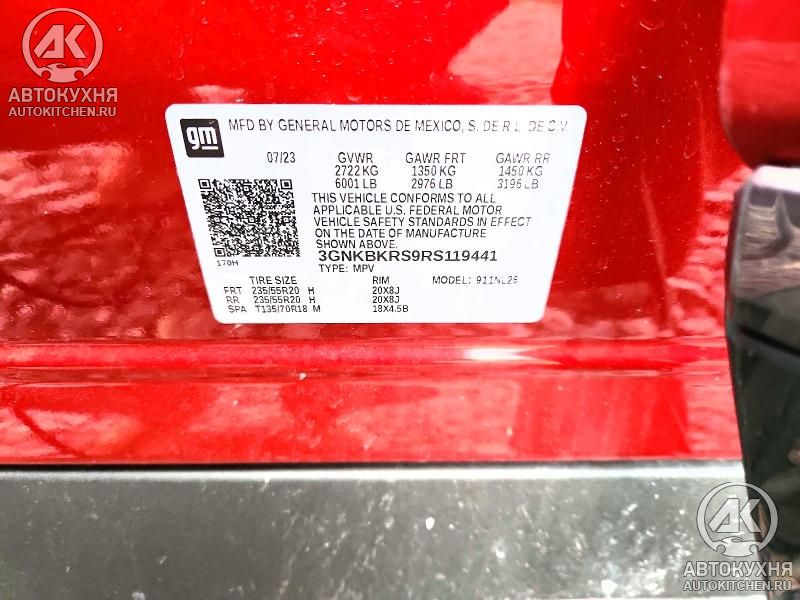 AK
АВТОКУХНЯ
AUTOKITCHEN.RU
gm
MFD BY GENERAL MOTORS DE MEXICO, S. DE R.L. DE C.V.
07/23 GVWR GAWR FRT GAWR RR
2722 KG 1350 KG 1450 KG
6001 LB 2976 LB 3196 LB
THIS VEHICLE CONFORMS TO ALL
APPLICABLE U.S. FEDERAL MOTOR
VEHICLE SAFETY STANDARDS IN EFFECT
ON THE DATE OF MANUFACTURE
SHOWN ABOVE.
3GNKBKRS9RS119441
170H
TYPE: MPV MODEL: 911NL26
TIRE SIZE RIM
FRT 235/55R20 H 20X8J
RR 235/55R20 H 20X8J
SPA T135/70R18 M 18X4.5B
AK
АВТОКУХНЯ
AUTOKITCHEN.RU